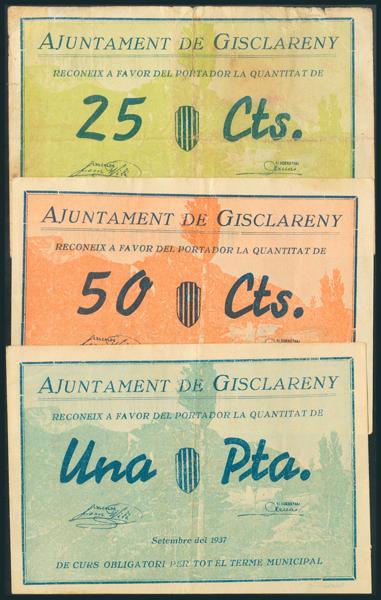 AJUNTAMENT DE GISCLARENY
RECONEIX A FAVOR DEL PORTADOR LA QUANTITAT DE
25 Cts.
AJUNTAMENT DE GISCLARENY
RECONEIX A FAVOR DEL PORTADOR LA QUANTITAT DE
50 Cts.
AJUNTAMENT DE GISCLARENY
RECONEIX A FAVOR DEL PORTADOR LA QUANTITAT DE
Una Pta.
Setembre del 1937
DE CURS OBLIGATORI PER TOT EL TERME MUNICIPAL